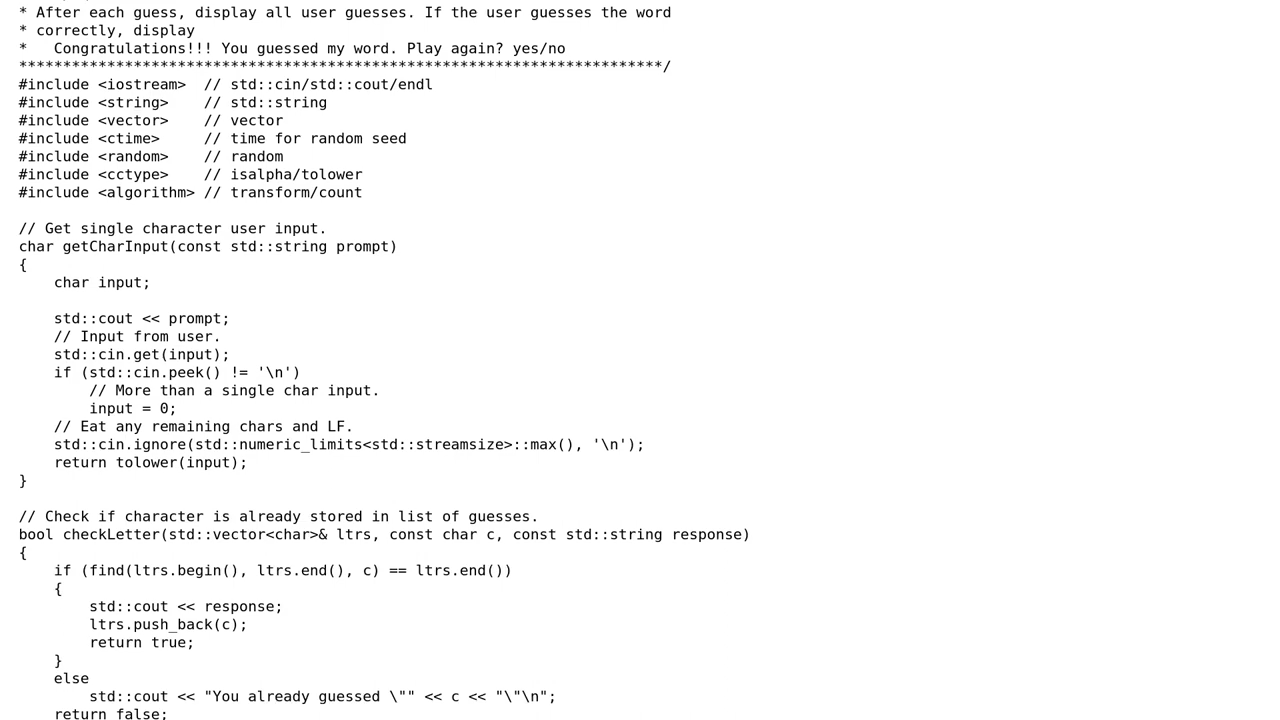 * After each guess, display all user guesses. If the user guesses the word
* correctly, display
*   Congratulations!!! You guessed my word. Play again? yes/no
*************************************************************************/
#include <iostream>  // std::cin/std::cout/endl
#include <string>    // std::string
#include <vector>    // vector
#include <ctime>     // time for random seed
#include <random>    // random
#include <cctype>    // isalpha/tolower
#include <algorithm> // transform/count

// Get single character user input.
char getCharInput(const std::string prompt)
{
    char input;

    std::cout << prompt;
    // Input from user.
    std::cin.get(input);
    if (std::cin.peek() != '\n')
        // More than a single char input.
        input = 0;
    // Eat any remaining chars and LF.
    std::cin.ignore(std::numeric_limits<std::streamsize>::max(), '\n');
    return tolower(input);
}

// Check if character is already stored in list of guesses.
bool checkLetter(std::vector<char>& ltrs, const char c, const std::string response)
{
    if (find(ltrs.begin(), ltrs.end(), c) == ltrs.end())
    {
        std::cout << response;
        ltrs.push_back(c);
        return true;
    }
    else
        std::cout << "You already guessed \"" << c << "\"\n";
    return false;